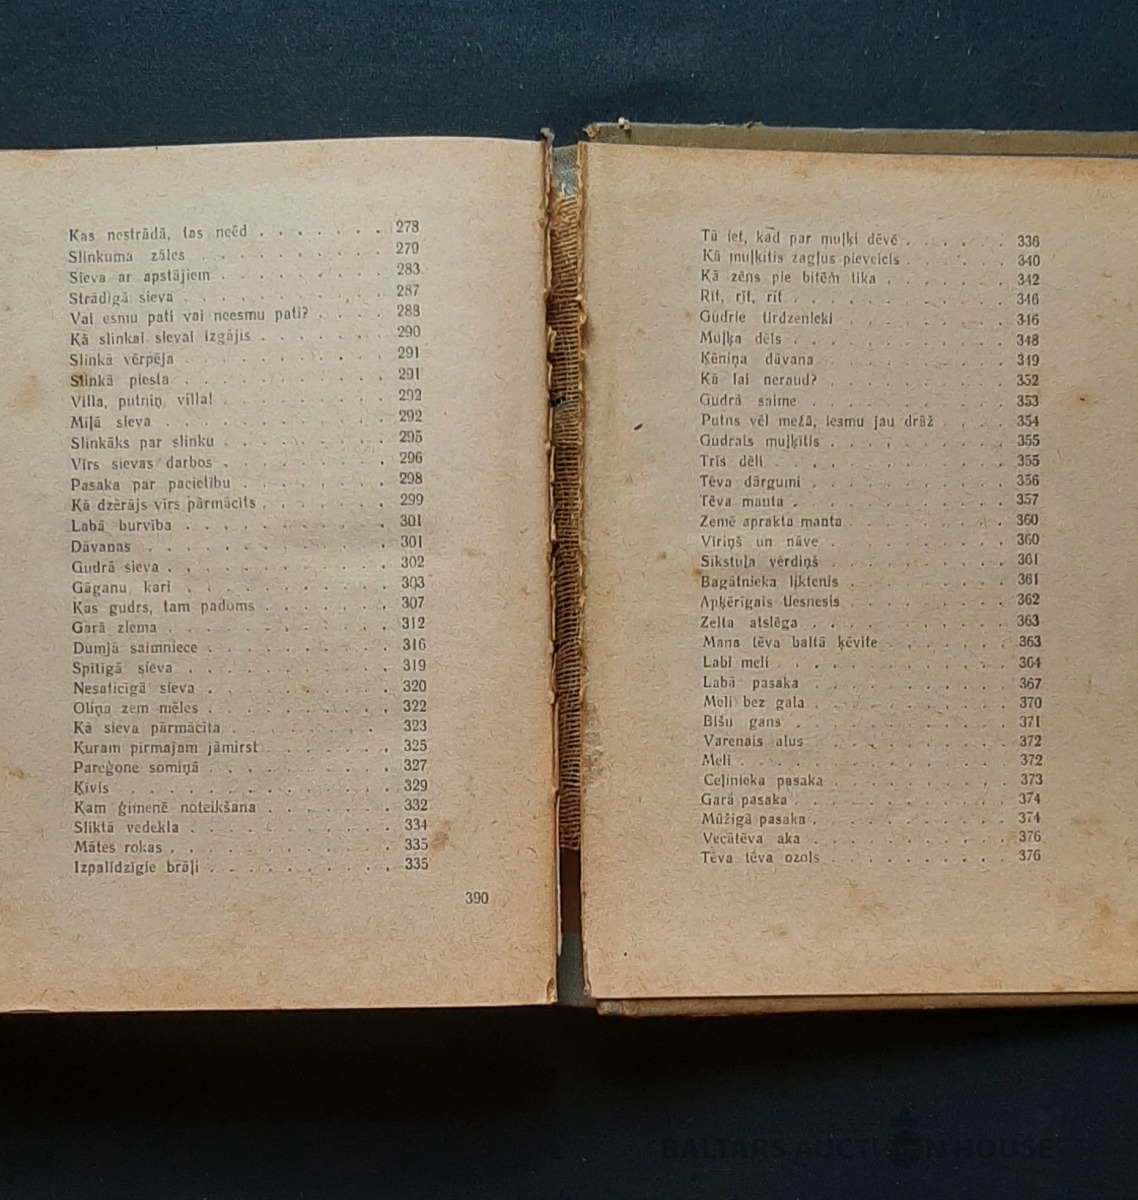 Kas nestrādā, tas neēd . . . . . . . 278
Slinkuma zāles . . . . . . . . . . 279
Sieva ar apstājiem . . . . . . . . . 283
Strādīgā sieva . . . . . . . . . . . 287
Vai esmu pati vai neesmu pati? . . . . 288
Kā slinkai sievai izgājis . . . . . . . 290
Slinkā vērpēja . . . . . . . . . . . 291
Slinkā piesta . . . . . . . . . . . 291
Villa, putniņ, villa! . . . . . . . . . 292
Mīļā sieva . . . . . . . . . . . . 292
Slinkāks par slinku . . . . . . . . . 295
Vīrs sievas darbos . . . . . . . . . 296
Pasaka par pacietību . . . . . . . . 298
Kā dzērājs vīrs pārmācīts . . . . . . . 299
Labā burvība . . . . . . . . . . . 301
Dāvanas . . . . . . . . . . . . . 301
Gudrā sieva . . . . . . . . . . . . 302
Gāganu kari . . . . . . . . . . . . 303
Kas gudrs, tam padoms . . . . . . . 307
Garā ziema . . . . . . . . . . . . 312
Dumjā saimniece . . . . . . . . . . 316
Spītīgā sieva . . . . . . . . . . . 319
Nesaticīgā sieva . . . . . . . . . . 320
Oliņa zem mēles . . . . . . . . . . 322
Kā sieva pārmācīta . . . . . . . . . 323
Kuram pirmajam jāmirst . . . . . . . 325
Pareģone somiņā . . . . . . . . . . 327
Ķīvis . . . . . . . . . . . . . . 329
Kam ģimenē noteikšana . . . . . . . 332
Sliktā vedekla . . . . . . . . . . . 334
Mātes rokas . . . . . . . . . . . . 335
Izpalīdzīgie brāļi . . . . . . . . . . 335
390
Tā iet, kad par muļķi dēvē . . . . . . 336
Kā muļķītis zagļus pieveicis . . . . . . 340
Kā zēns pie bitēm tika . . . . . . . 342
Rīt, rīt, rīt . . . . . . . . . . . . 346
Gudrie tirdzenieki . . . . . . . . . 346
Muļķa dēls . . . . . . . . . . . . 348
Ķēniņa dāvana . . . . . . . . . . . 349
Kā lai neraud? . . . . . . . . . . 352
Gudrā saime . . . . . . . . . . . 353
Putns vēl mežā, iesmu jau drāž . . . . 354
Gudrais muļķītis . . . . . . . . . . 355
Trīs dēli . . . . . . . . . . . . . 355
Tēva dārgumi . . . . . . . . . . . 356
Tēva manta . . . . . . . . . . . . 357
Zemē aprakta manta . . . . . . . . . 360
Vīriņš un nāve . . . . . . . . . . . 360
Sīkstuļa vērdiņš . . . . . . . . . . 361
Bagātnieka liktenis . . . . . . . . . 361
Apķērīgais tiesnesis . . . . . . . . . 362
Zelta atslēga . . . . . . . . . . . 363
Mana tēva baltā ķēvīte . . . . . . . 363
Labi meli . . . . . . . . . . . . 364
Labā pasaka . . . . . . . . . . . 367
Meli bez gala . . . . . . . . . . . 370
Bišu gans . . . . . . . . . . . . 371
Varenais alus . . . . . . . . . . . 372
Meli . . . . . . . . . . . . . . 372
Ceļinieka pasaka . . . . . . . . . . 373
Garā pasaka . . . . . . . . . . . . 374
Mūžīgā pasaka . . . . . . . . . . . 374
Vecātēva aka . . . . . . . . . . . 376
Tēva tēva ozols . . . . . . . . . . 376
BALTARS AUCTION HOUSE